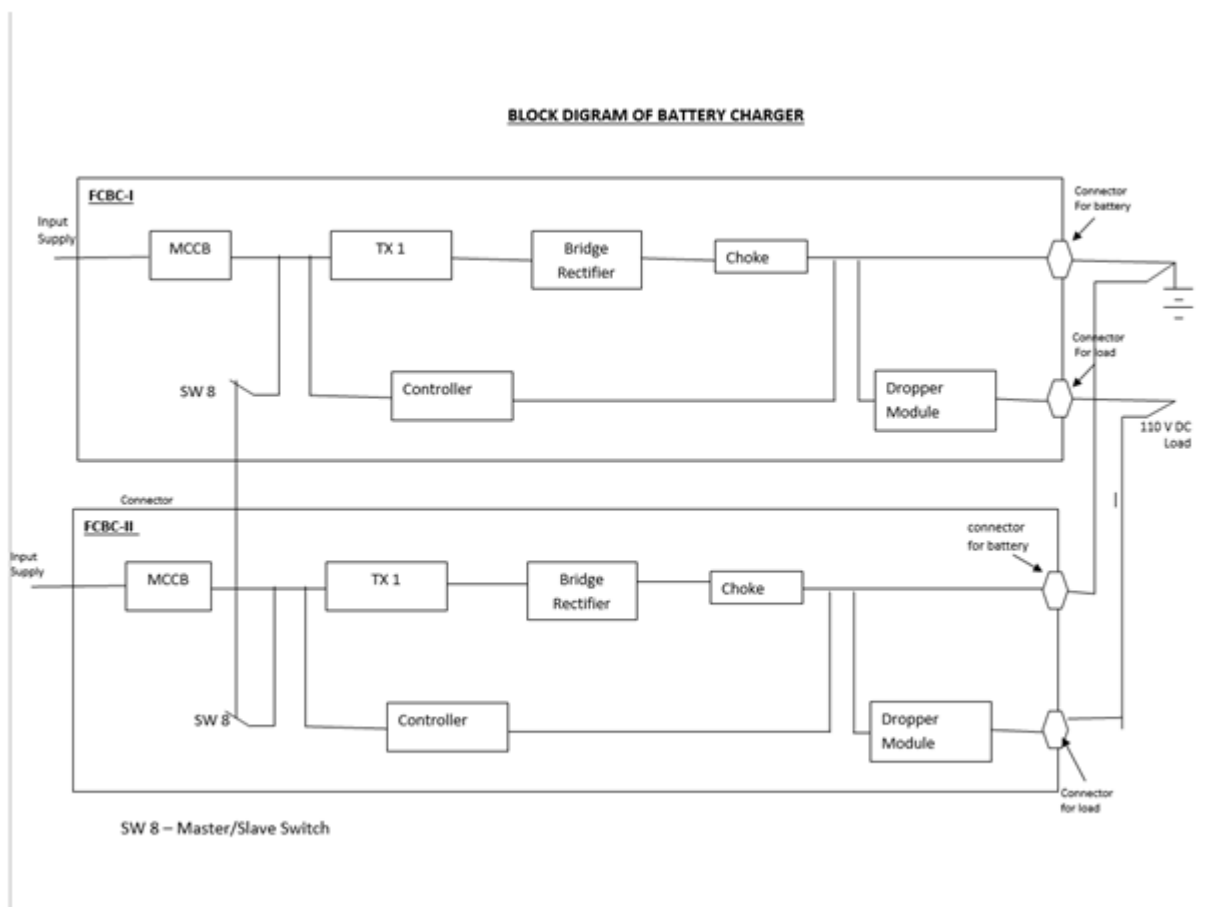 BLOCK DIGRAM OF BATTERY CHARGER
FCBC-I
Connector
For battery
Input
Supply
MCCB
TX 1
Bridge
Rectifier
Choke
Connector
For load
SW 8
Controller
Dropper
Module
110 V DC
Load
Connector
FCBC-II
connector
for battery
Input
Supply
MCCB
TX 1
Bridge
Rectifier
Choke
SW 8
Controller
Dropper
Module
Connector
for load
SW 8 – Master/Slave Switch